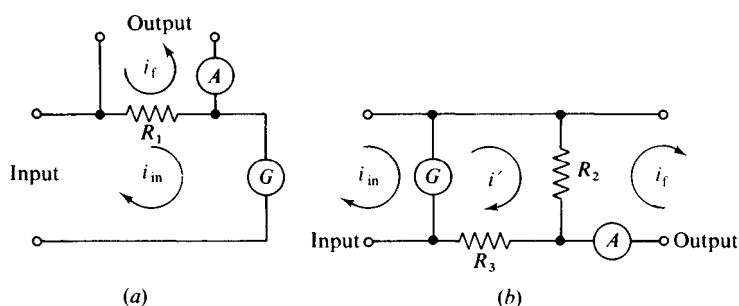 Output
i_f
A
R_1
Input
i_in
G
(a)
i_in
G
i′
R_2
i_f
Input
R_3
A
Output
(b)